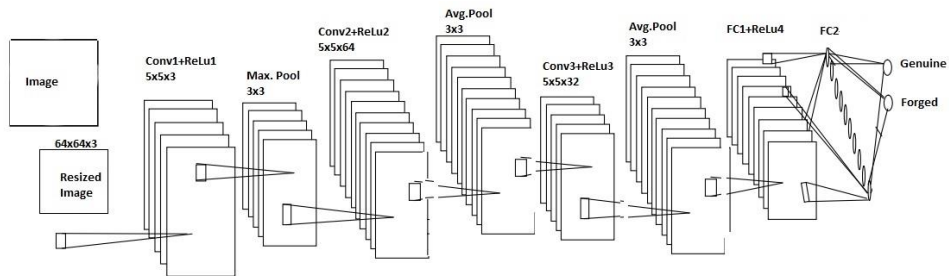 Image
64x64x3
Resized
Image
Conv1+ReLu1
5x5x3
Max. Pool
3x3
Conv2+ReLu2
5x5x64
Avg.Pool
3x3
Conv3+ReLu3
5x5x32
Avg.Pool
3x3
FC1+ReLu4
FC2
Genuine
Forged